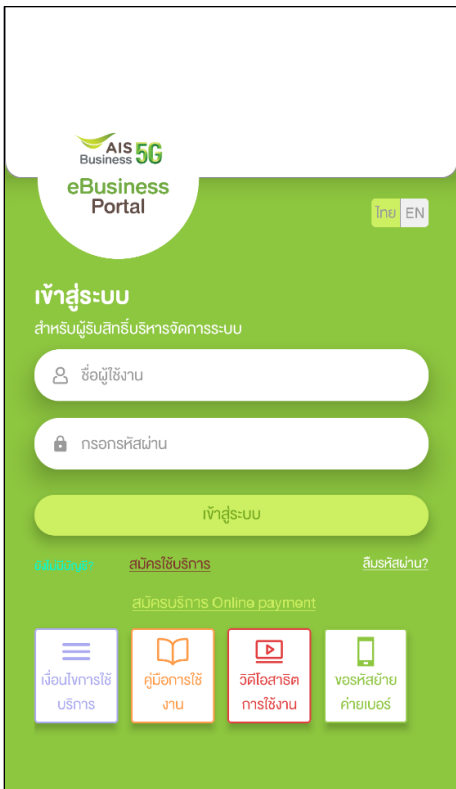 AIS 5G
Business
eBusiness
Portal
ไทย EN
เข้าสู่ระบบ
สำหรับผู้รับสิทธิ์บริหารจัดการระบบ
ชื่อผู้ใช้งาน
กรอกรหัสผ่าน
เข้าสู่ระบบ
สมัครใช้บริการ ลืมรหัสผ่าน?
สมัครบริการ Online payment
เงื่อนไขการใช้
บริการ
คู่มือการใช้
งาน
วิดีโอสาธิต
การใช้งาน
ขอรหัสย้าย
ค่ายเบอร์